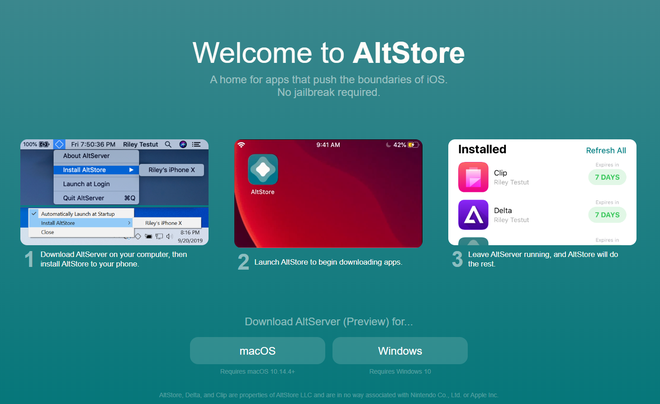 Welcome to AltStore
A home for apps that push the boundaries of iOS.
No jailbreak required.
100% Fri 7:50:36 PM Riley Testut
About AltServer
Install AltStore Riley's iPhone X
Launch at Login
Quit AltServer ⌘Q
Automatically Launch at Startup
Install AltStore Riley's iPhone X
Close
8:16 PM
9/20/2019
1 Download AltServer on your computer, then
install AltStore to your phone.
9:41 AM 42%
AltStore
2 Launch AltStore to begin downloading apps.
Installed Refresh All
Expires in
Clip
Riley Testut
7 DAYS
Expires in
Delta
Riley Testut
7 DAYS
Expires in
3 Leave AltServer running, and AltStore will do
the rest.
Download AltServer (Preview) for...
macOS Windows
Requires macOS 10.14.4+ Requires Windows 10
AltStore, Delta, and Clip are properties of AltStore LLC and are in no way associated with Nintendo Co., Ltd. or Apple Inc.